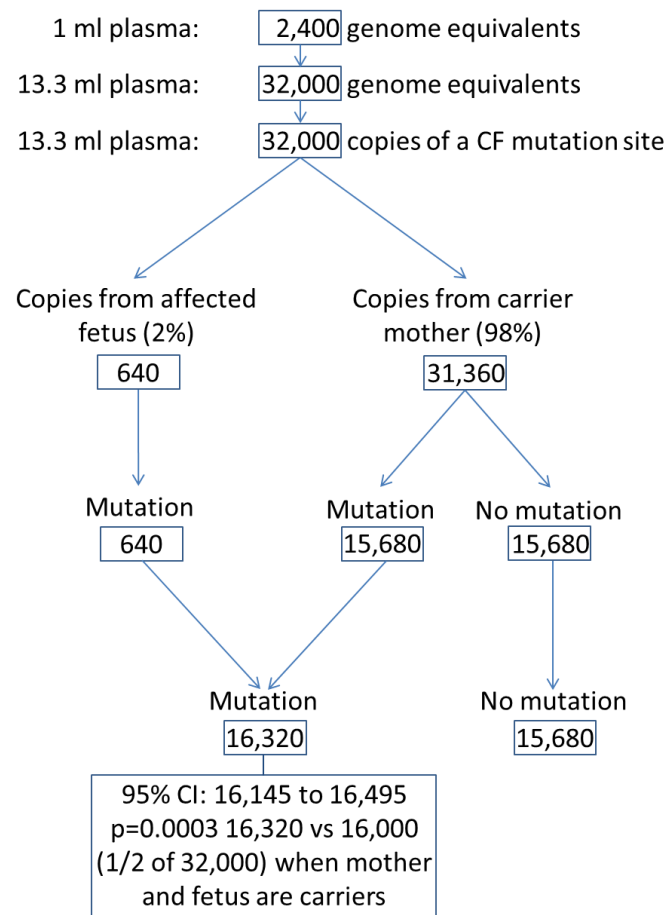 1 ml plasma: 2,400 genome equivalents
13.3 ml plasma: 32,000 genome equivalents
13.3 ml plasma: 32,000 copies of a CF mutation site
Copies from affected
fetus (2%)
640
Copies from carrier
mother (98%)
31,360
Mutation
640
Mutation
15,680
No mutation
15,680
Mutation
16,320
No mutation
15,680
95% CI: 16,145 to 16,495
p=0.0003 16,320 vs 16,000
(1/2 of 32,000) when mother
and fetus are carriers